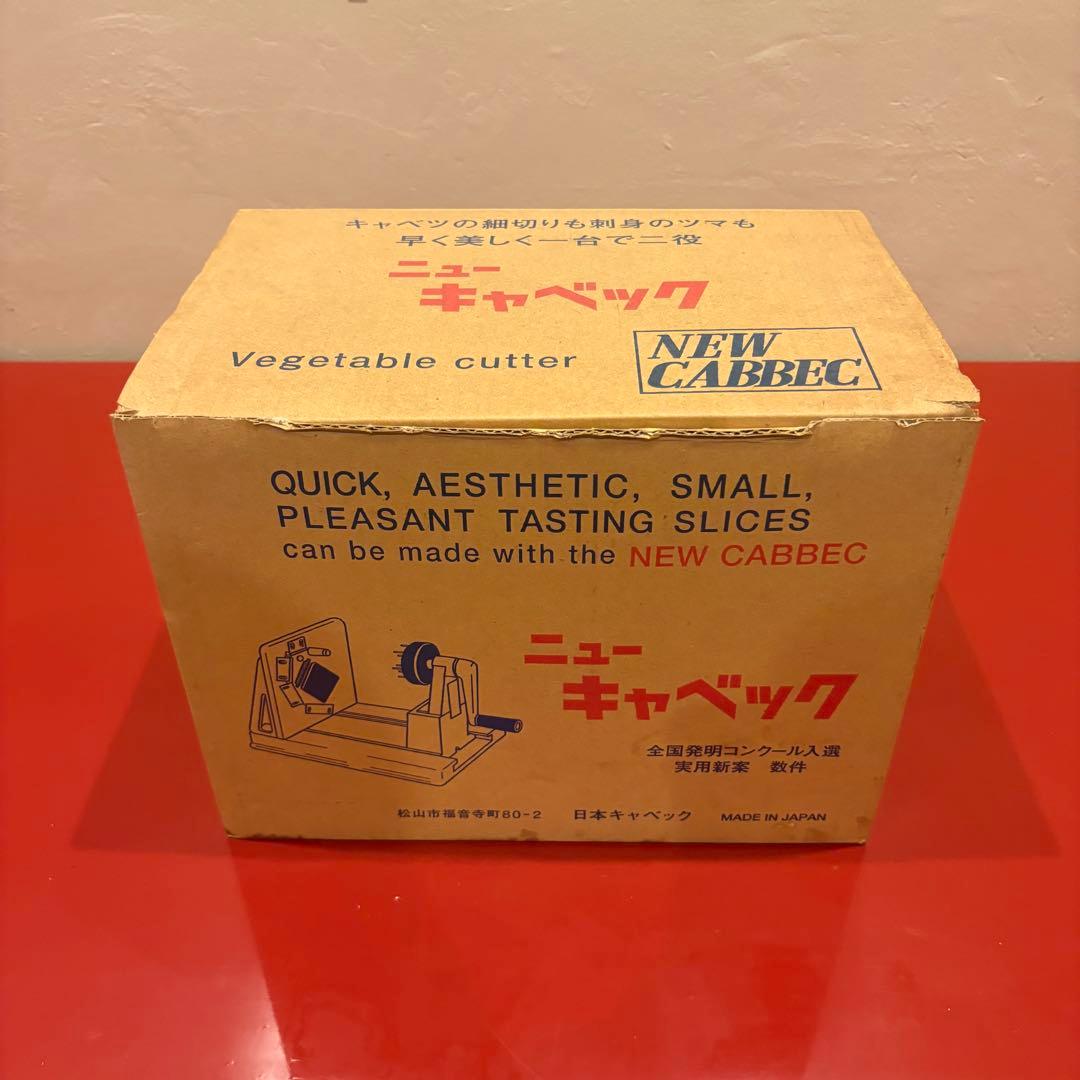 キャベツの細切りも刺身のツマも
早く美しく一台で二役
ニュー
キャベック
Vegetable cutter
NEW
CABBEC
QUICK, AESTHETIC, SMALL,
PLEASANT TASTING SLICES
can be made with the NEW CABBEC
ニュー
キャベック
全国発明コンクール入選
実用新案 数件
松山市福音寺町80-2 日本キャベック MADE IN JAPAN